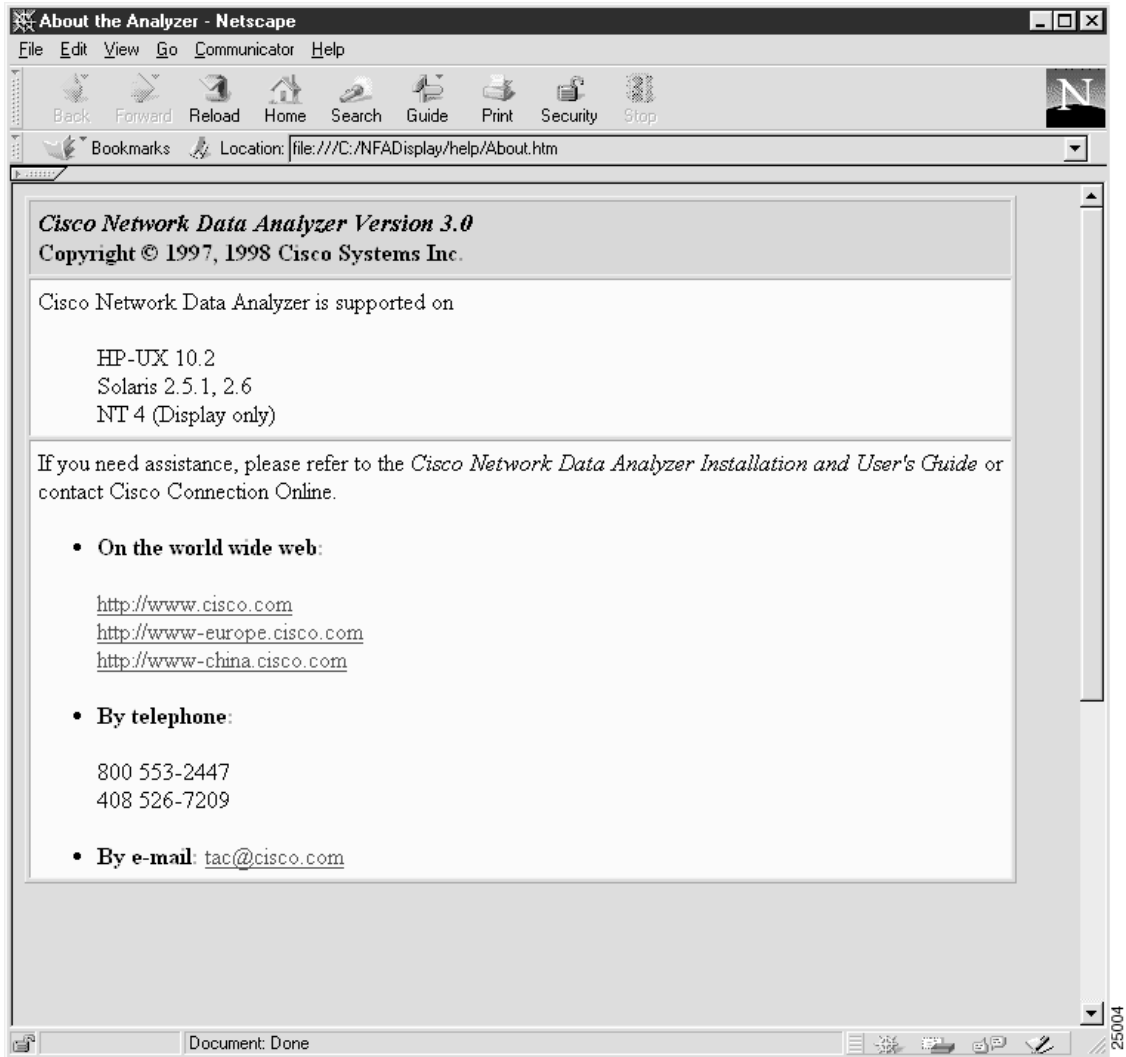 About the Analyzer - Netscape
File Edit View Go Communicator Help
N
Back Forward Reload Home Search Guide Print Security Stop
Bookmarks Location: file:///C:/NFADisplay/help/About.htm
Cisco Network Data Analyzer Version 3.0
Copyright © 1997, 1998 Cisco Systems Inc.
Cisco Network Data Analyzer is supported on
HP-UX 10.2
Solaris 2.5.1, 2.6
NT 4 (Display only)
If you need assistance, please refer to the Cisco Network Data Analyzer Installation and User's Guide or
contact Cisco Connection Online.
• On the world wide web:
http://www.cisco.com
http://www-europe.cisco.com
http://www-china.cisco.com
• By telephone:
800 553-2447
408 526-7209
• By e-mail: tac@cisco.com
Document: Done
25004